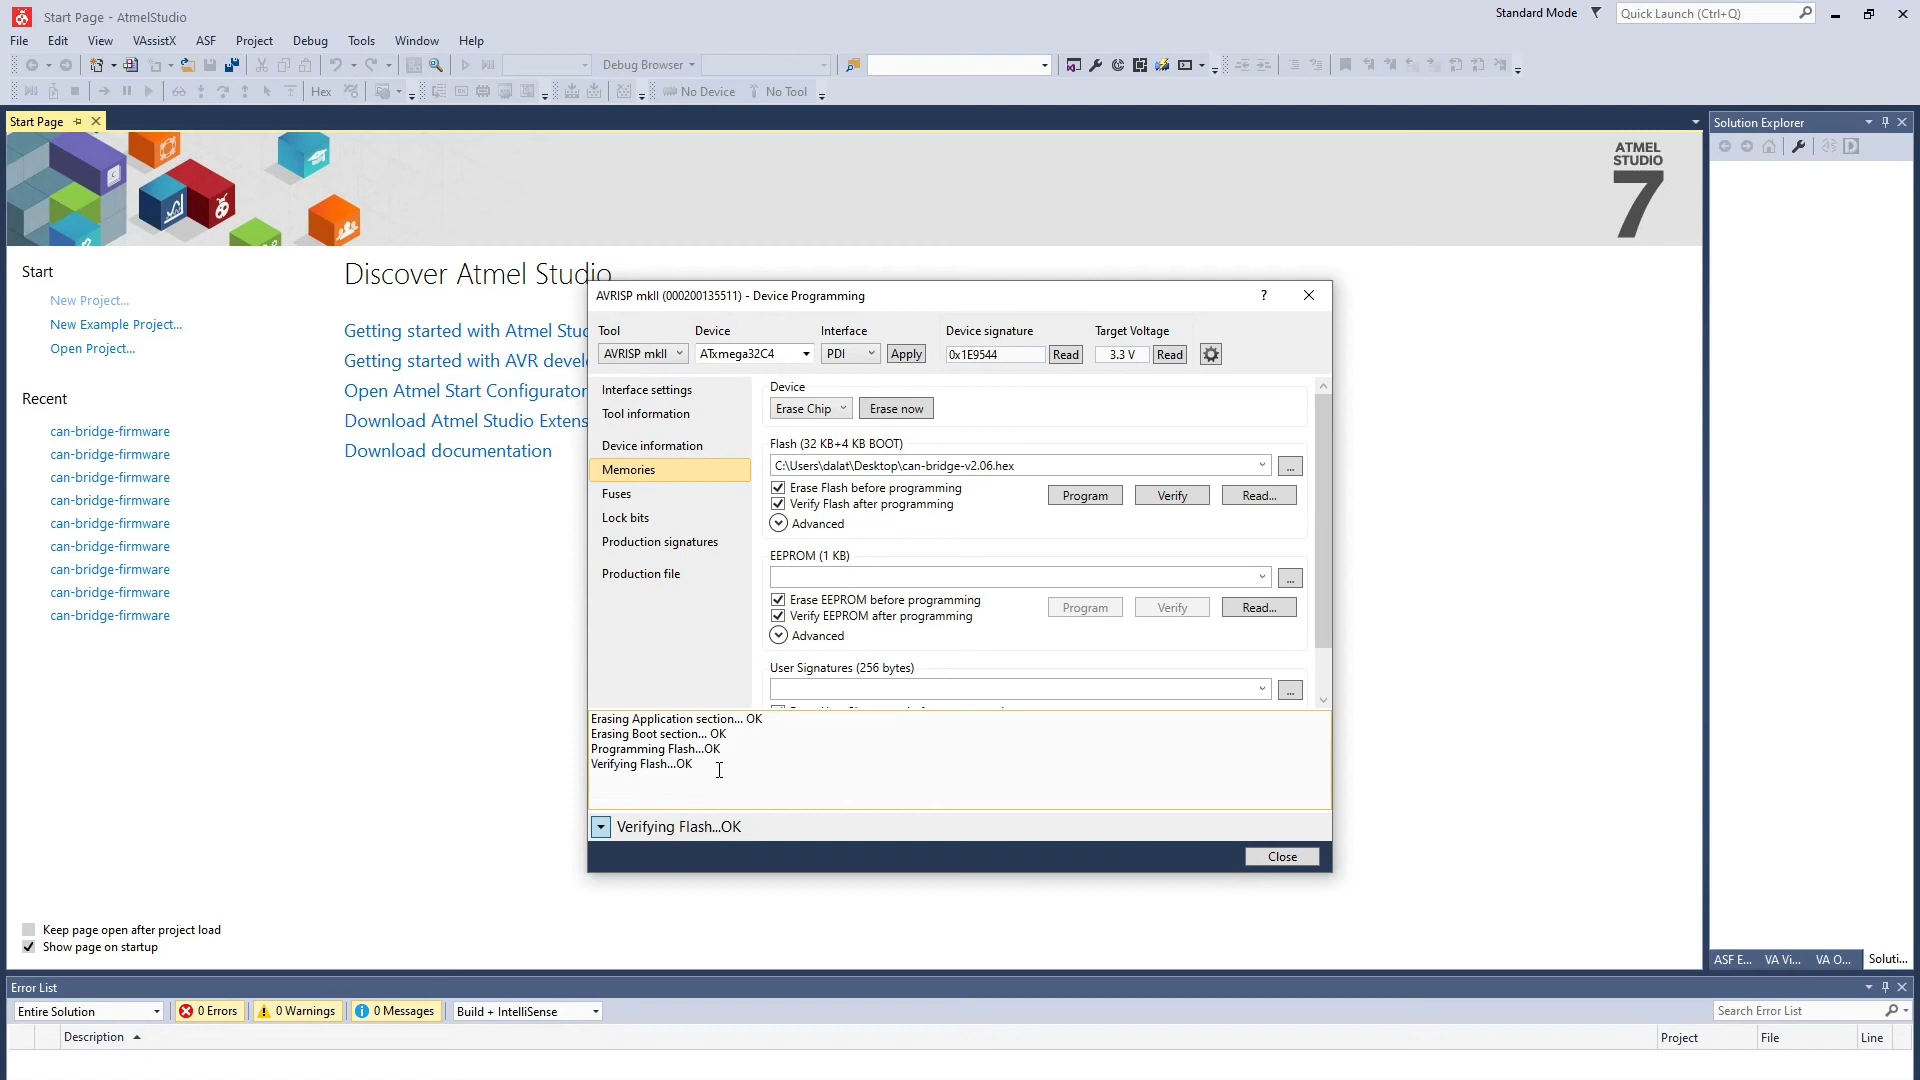 Start Page - AtmelStudio
Standard Mode
Quick Launch (Ctrl+Q)
File Edit View VAssistX ASF Project Debug Tools Window Help
Debug Browser
Hex
No Device
No Tool
Start Page
Solution Explorer
ATMEL
STUDIO
7
Start
New Project...
New Example Project...
Open Project...
Recent
can-bridge-firmware
can-bridge-firmware
can-bridge-firmware
can-bridge-firmware
can-bridge-firmware
can-bridge-firmware
can-bridge-firmware
can-bridge-firmware
can-bridge-firmware
Keep page open after project load
Show page on startup
Discover Atmel Studio
Getting started with Atmel Stu
Getting started with AVR devel
Open Atmel Start Configurator
Download Atmel Studio Extens
Download documentation
AVRISP mkII (000200135511) - Device Programming
Tool Device Interface Device signature Target Voltage
AVRISP mkII ATxmega32C4 PDI Apply 0x1E9544 Read 3.3 V Read
Interface settings
Tool information
Device information
Memories
Fuses
Lock bits
Production signatures
Production file
Device
Erase Chip Erase now
Flash (32 KB+4 KB BOOT)
C:\Users\dalat\Desktop\can-bridge-v2.06.hex ...
Erase Flash before programming
Verify Flash after programming
Program Verify Read...
Advanced
EEPROM (1 KB)
...
Erase EEPROM before programming
Verify EEPROM after programming
Program Verify Read...
Advanced
User Signatures (256 bytes)
...
Erasing Application section... OK
Erasing Boot section... OK
Programming Flash...OK
Verifying Flash...OK
Verifying Flash...OK
Close
ASF E... VA Vi... VA O... Soluti...
Error List
Entire Solution 0 Errors 0 Warnings 0 Messages Build + IntelliSense Search Error List
Description Project File Line